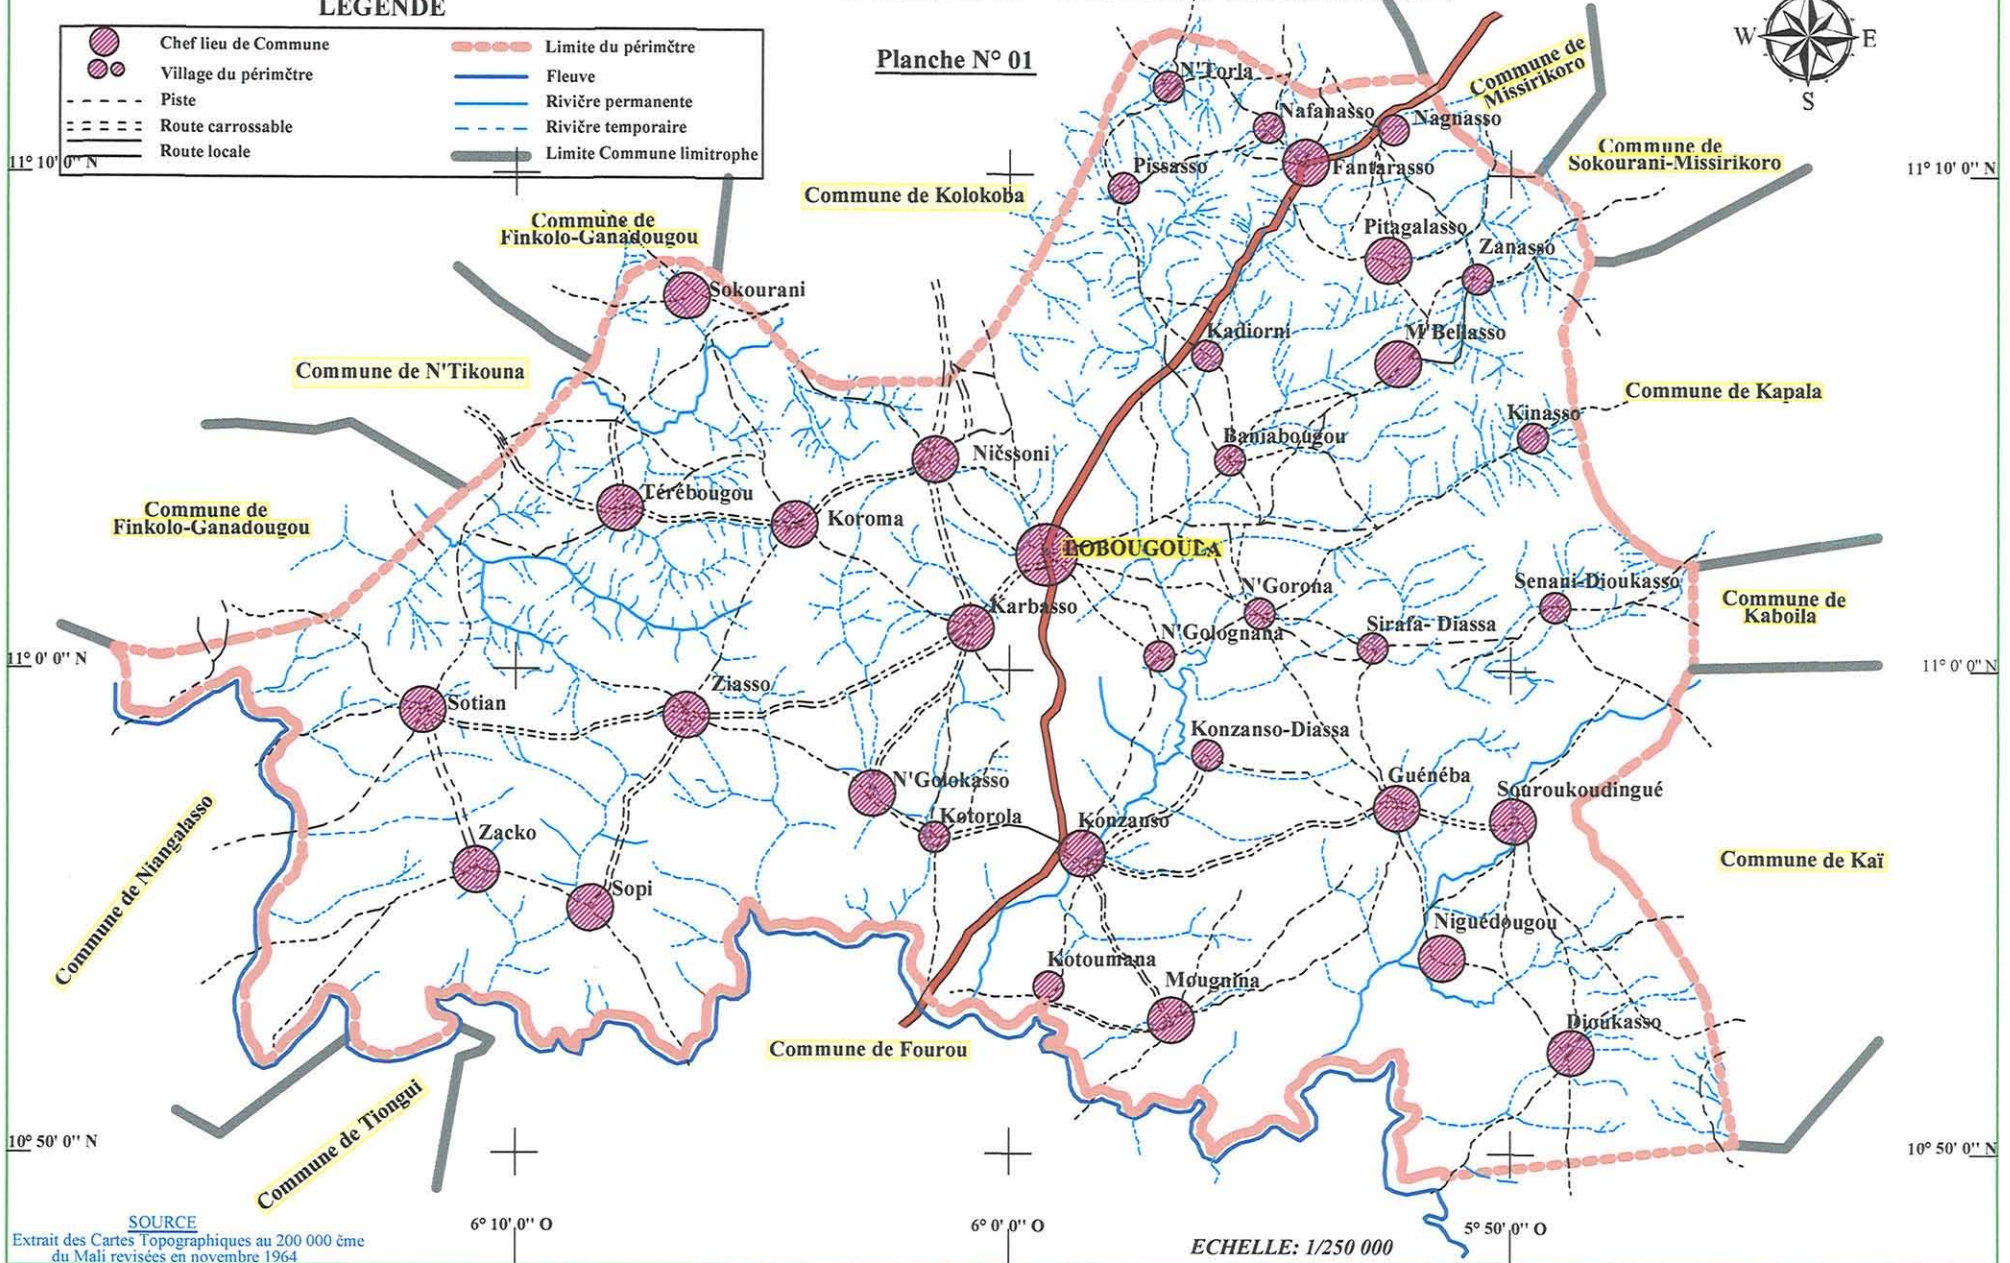 LEGENDE
Chef lieu de Commune
Village du périmčtre
Piste
Route carrossable
Route locale
Limite du périmčtre
Fleuve
Rivičre permanente
Rivičre temporaire
Limite Commune limitrophe
Planche N° 01
W
E
S
11° 10' 0'' N
11° 10' 0'' N
Commune de
Missirikoro
Commune de
Sokourani-Missirikoro
Commune de Kolokoba
Commune de
Finkolo-Ganadougou
N'Torla
Nafanasso
Nagnasso
Pissasso
Fantarasso
Pitagalasso
Zanasso
Sokourani
Kadiorni
M'Bellasso
Commune de N'Tikouna
Commune de Kapala
Kinasso
Baniabougou
Ničssoni
Térébougou
Koroma
Commune de
Finkolo-Ganadougou
LOBOUGOULA
N'Gorona
Senani-Dioukasso
Karbasso
Commune de
Kaboila
Sirafa- Diassa
N'Golognana
11° 0' 0'' N
11° 0' 0'' N
Ziasso
Sotian
Konzanso-Diassa
N'Golokasso
Guénéba
Souroukoudingué
Kotorola
Konzanso
Zacko
Commune de Niangalasso
Commune de Kaï
Sopi
Niguédougou
Kotoumana
Mougnina
Dioukasso
Commune de Fourou
Commune de Tiongui
10° 50' 0'' N
10° 50' 0'' N
6° 10'.0'' O
6° 0' 0'' O
5° 50'.0'' O
SOURCE
Extrait des Cartes Topographiques au 200 000 čme
du Mali revisées en novembre 1964
ECHELLE: 1/250 000